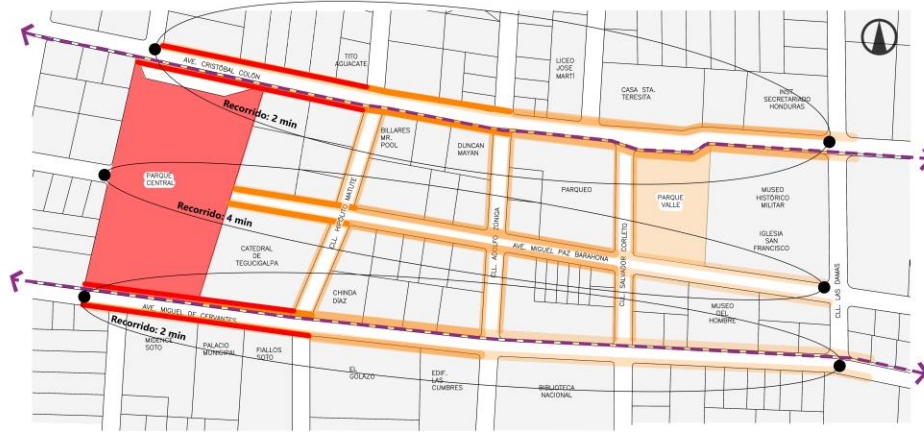 TITO
AGUACATE
LICEO
JOSE
MARTÍ
AVE. CRISTÓBAL COLÓN
CASA STA.
TERESITA
INST.
SECRETARIADO
HONDURAS
Recorrido: 2 min
BILLARES
MR.
POOL
DUNCAN
MAYAN
PARQUE
CENTRAL
CLL. HIPÓLITO MATUTE
PARQUEO
PARQUE
VALLE
MUSEO
HISTÓRICO
MILITAR
Recorrido: 4 min
CLL. ADOLFO ZÚNIGA
CLL. SALVADOR CORLETO
IGLESIA
SAN
FRANCISCO
CATEDRAL
DE
TEGUCIGALPA
AVE. MIGUEL PAZ BARAHONA
CLL. LAS DAMAS
CHINDA
DÍAZ
AVE. MIGUEL DE CERVANTES
MUSEO
DEL
HOMBRE
Recorrido: 2 min
MIDENCE
SOTO
PALACIO
MUNICIPAL
FIALLOS
SOTO
EL
GOLAZO
EDIF.
LAS
CUMBRES
BIBLIOTECA
NACIONAL